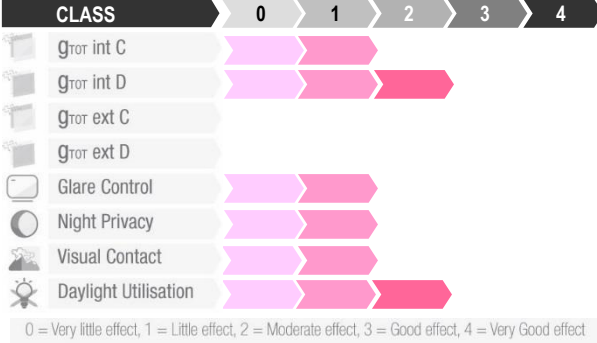 CLASS 0 1 2 3 4
gTOT int C
gTOT int D
gTOT ext C
gTOT ext D
Glare Control
Night Privacy
Visual Contact
Daylight Utilisation
0 = Very little effect, 1 = Little effect, 2 = Moderate effect, 3 = Good effect, 4 = Very Good effect